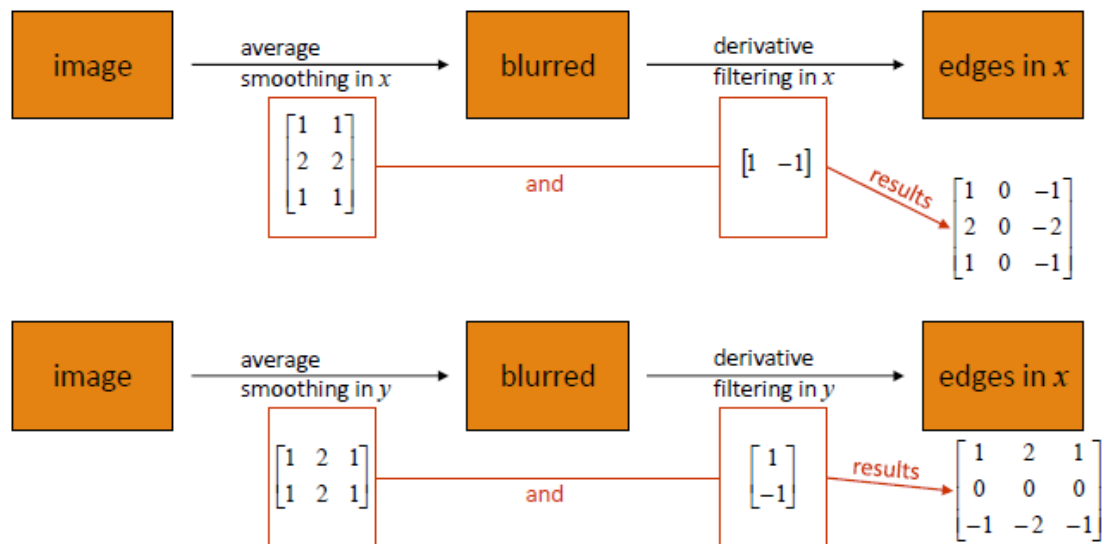 image
average
smoothing in x
blurred
derivative
filtering in x
edges in x
[1 1
2 2
1 1]
and
[1 −1]
results
[1 0 −1
2 0 −2
1 0 −1]
image
average
smoothing in y
blurred
derivative
filtering in y
edges in x
[1 2 1
1 2 1]
and
[1
−1]
results
[1 2 1
0 0 0
−1 −2 −1]